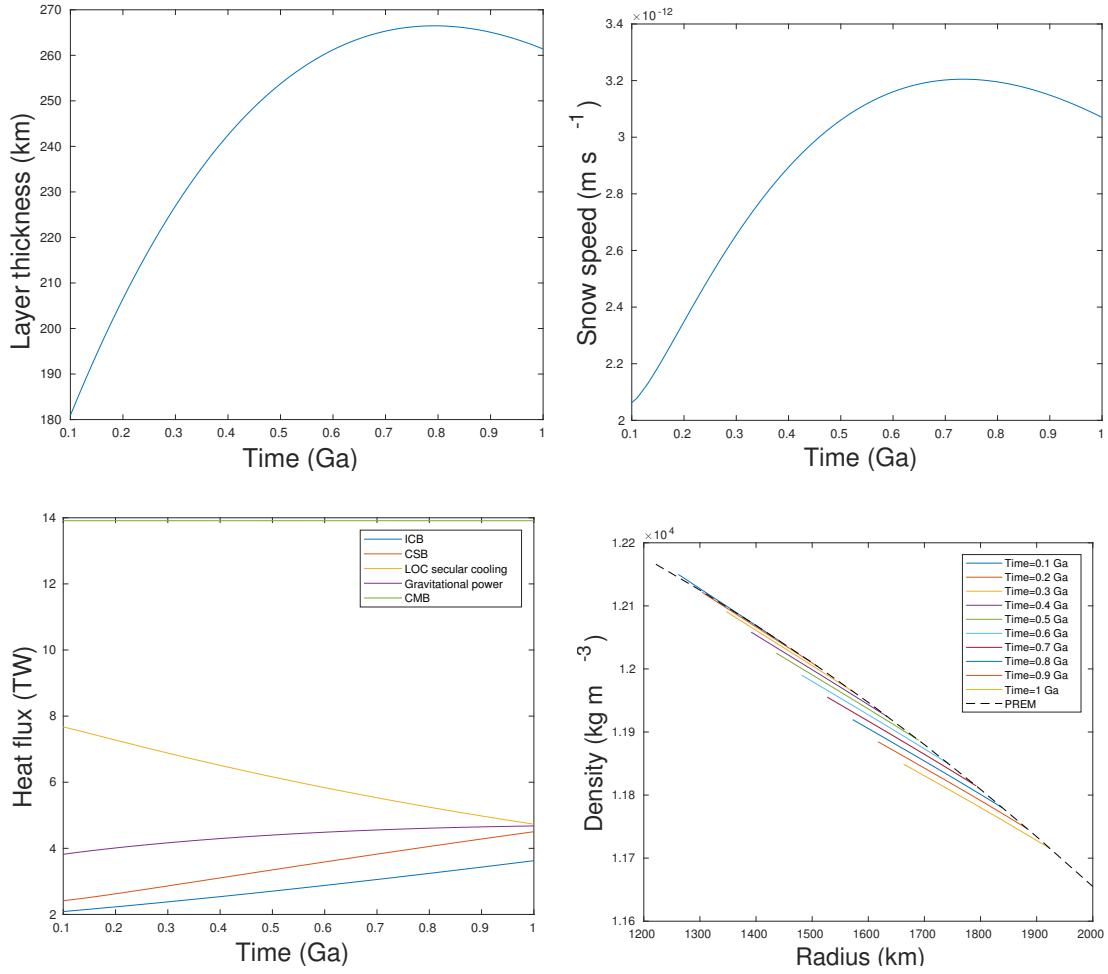 270
260
250
240
230
220
210
200
190
180
0.1 0.2 0.3 0.4 0.5 0.6 0.7 0.8 0.9 1
Layer thickness (km)
Time (Ga)
×10-12
3.4
3.2
3
2.8
2.6
2.4
2.2
2
0.1 0.2 0.3 0.4 0.5 0.6 0.7 0.8 0.9 1
Snow speed (m s -1)
Time (Ga)
14
12
10
8
6
4
2
0.1 0.2 0.3 0.4 0.5 0.6 0.7 0.8 0.9 1
Heat flux (TW)
Time (Ga)
ICB
CSB
LOC secular cooling
Gravitational power
CMB
×10 4
12.2
1.21
1.2
1.19
1.18
1.17
1.16
1200 1300 1400 1500 1600 1700 1800 1900 2000
Density (kg m -3)
Radius (km)
Time=0.1 Ga
Time=0.2 Ga
Time=0.3 Ga
Time=0.4 Ga
Time=0.5 Ga
Time=0.6 Ga
Time=0.7 Ga
Time=0.8 Ga
Time=0.9 Ga
Time=1 Ga
PREM